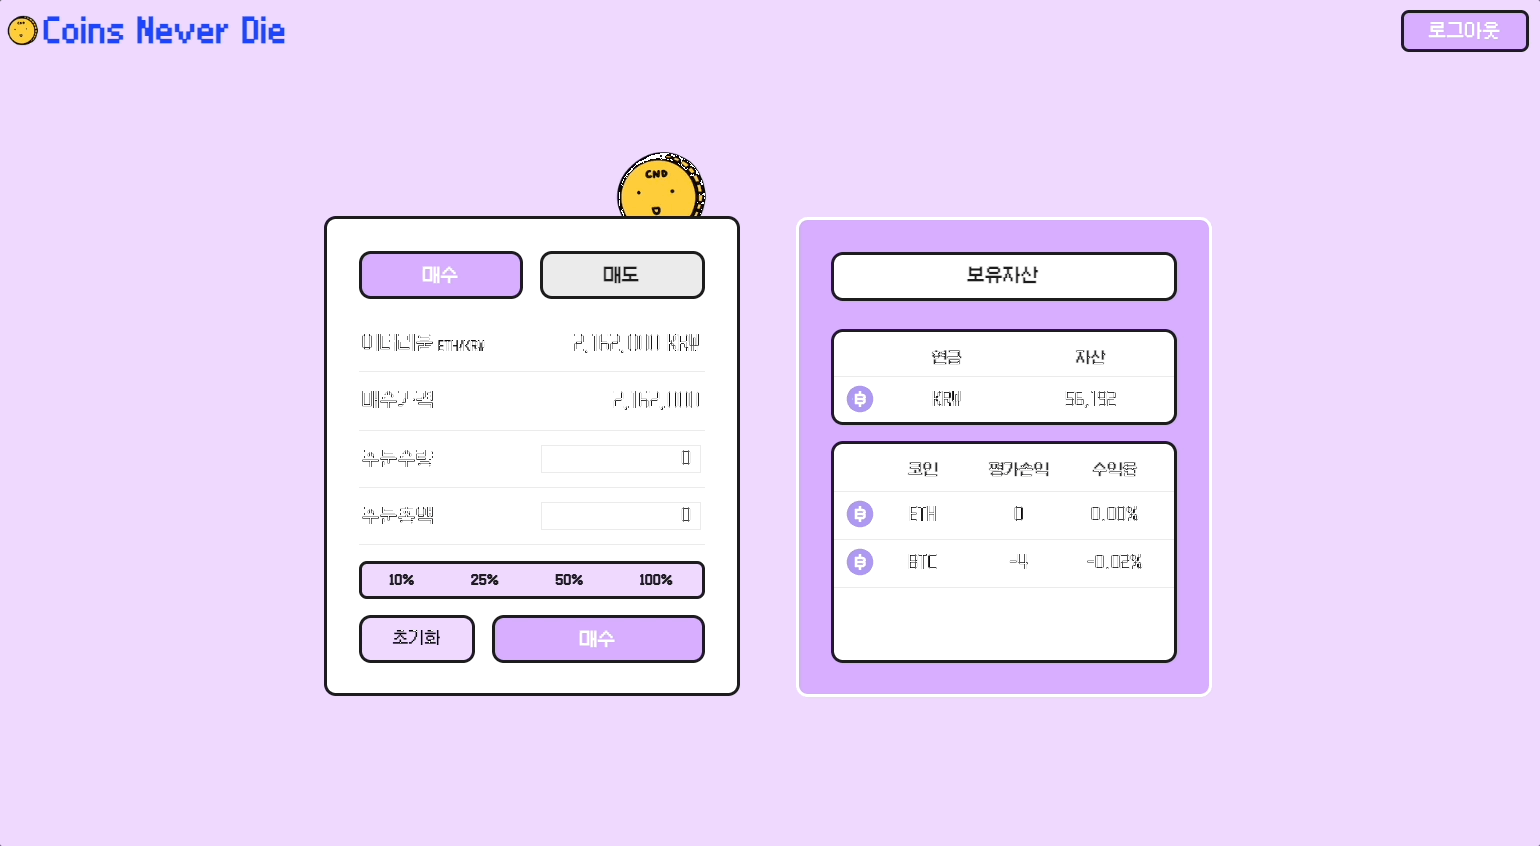 Coins Never Die
로그아웃
CND
매수 매도
이더리움 ETH/KRW 2,162,000 KRW
매수가격 2,162,000
주문수량 0
주문총액 0
10% 25% 50% 100%
초기화 매수
보유자산
현금 자산
KRW 56,192
코인 평가손익 수익률
ETH 0 0.00%
BTC -4 -0.02%